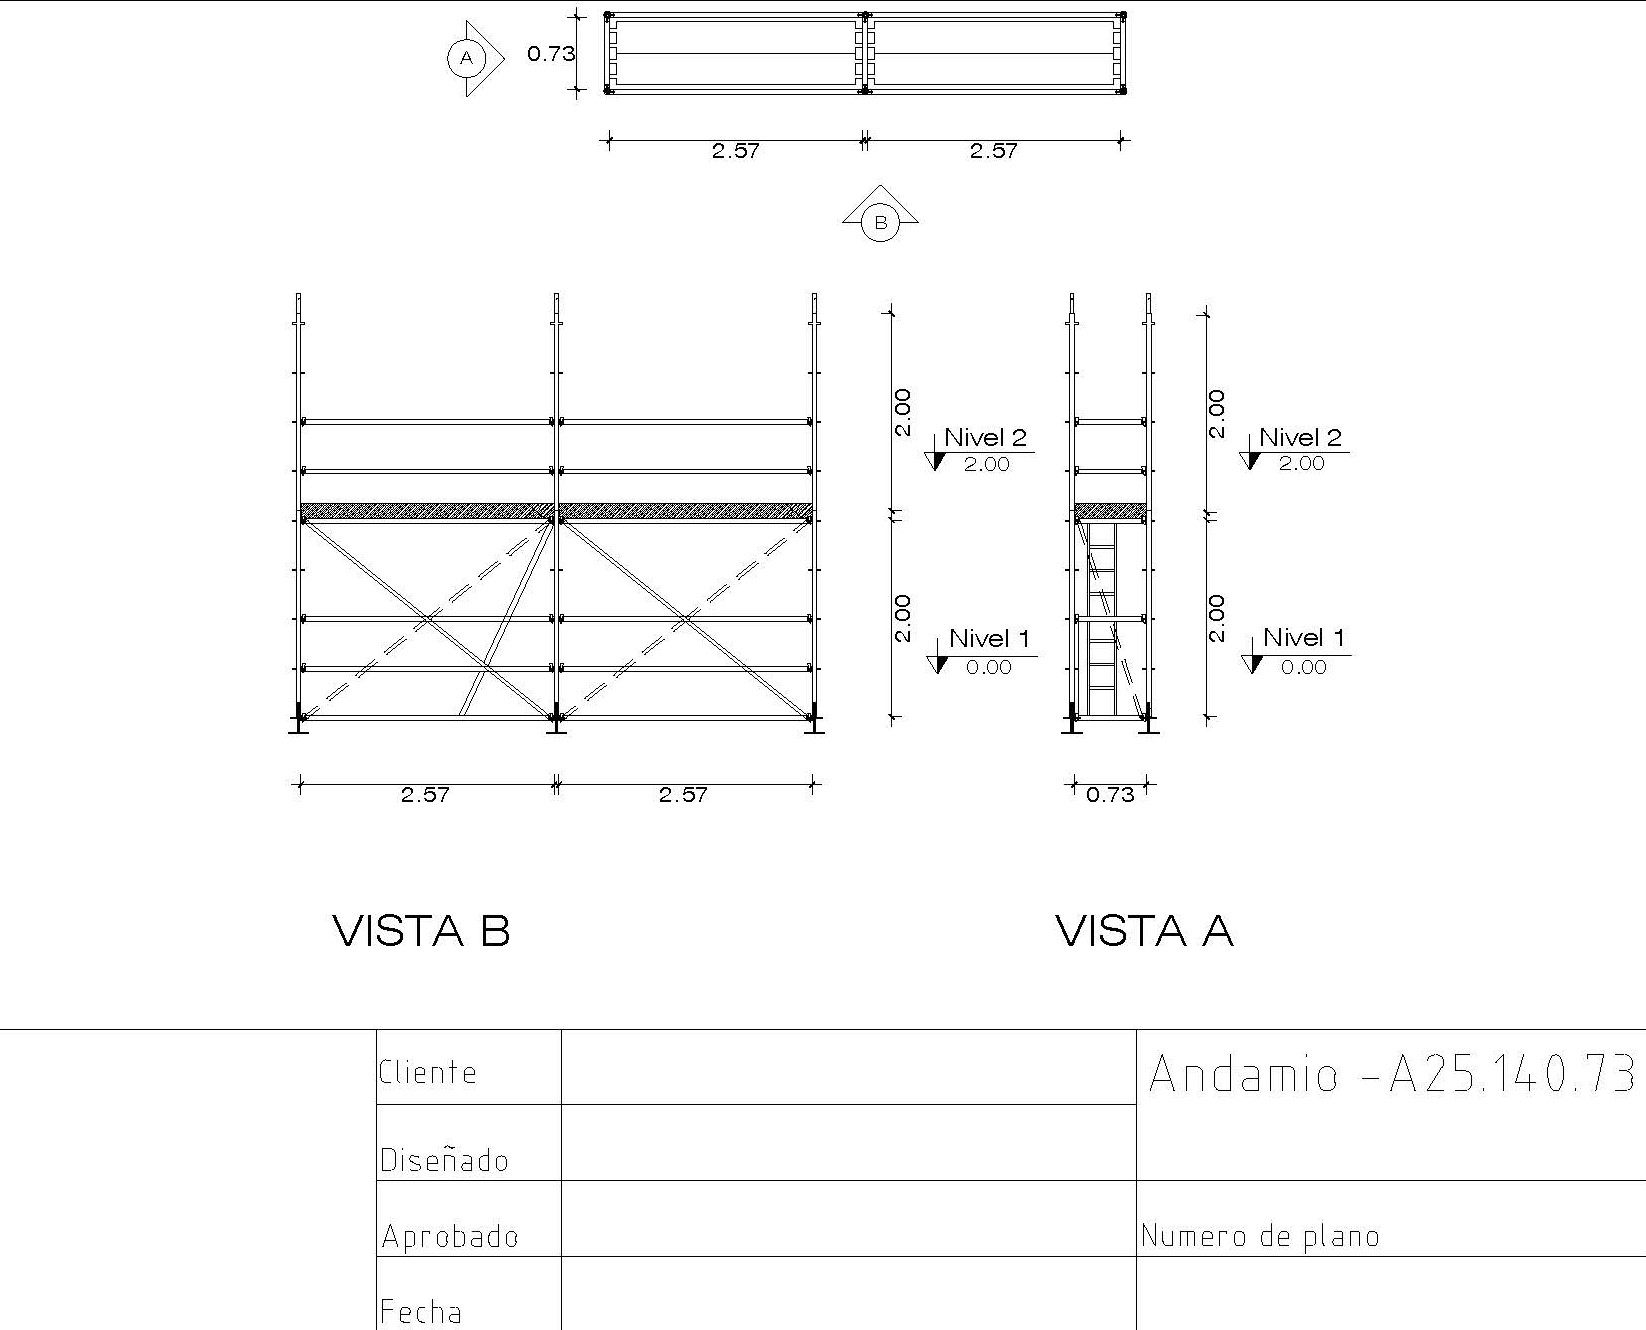 A
0.73
2.57 2.57
B
2.00 2.00
Nivel 2 Nivel 2
2.00 2.00
2.00 2.00
Nivel 1 Nivel 1
0.00 0.00
2.57 2.57 0.73
VISTA B VISTA A
Cliente Andamio -A25.140.73
Diseñado
Aprobado Numero de plano
Fecha